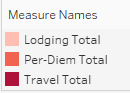 Measure Names
Lodging Total
Per-Diem Total
Travel Total